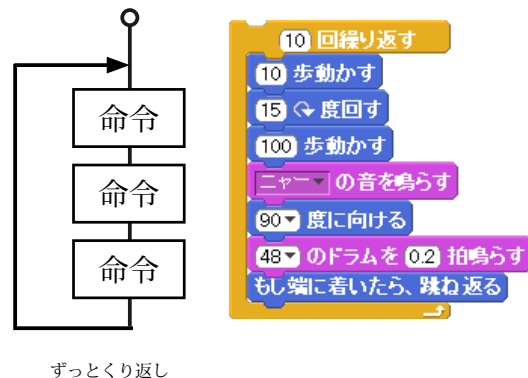 命令
命令
命令
ずっとくり返し
10 回繰り返す
10 歩動かす
15 度回す
100 歩動かす
ニャー の音を鳴らす
90 度に向ける
48 のドラムを 0.2 拍鳴らす
もし端に着いたら、跳ね返る